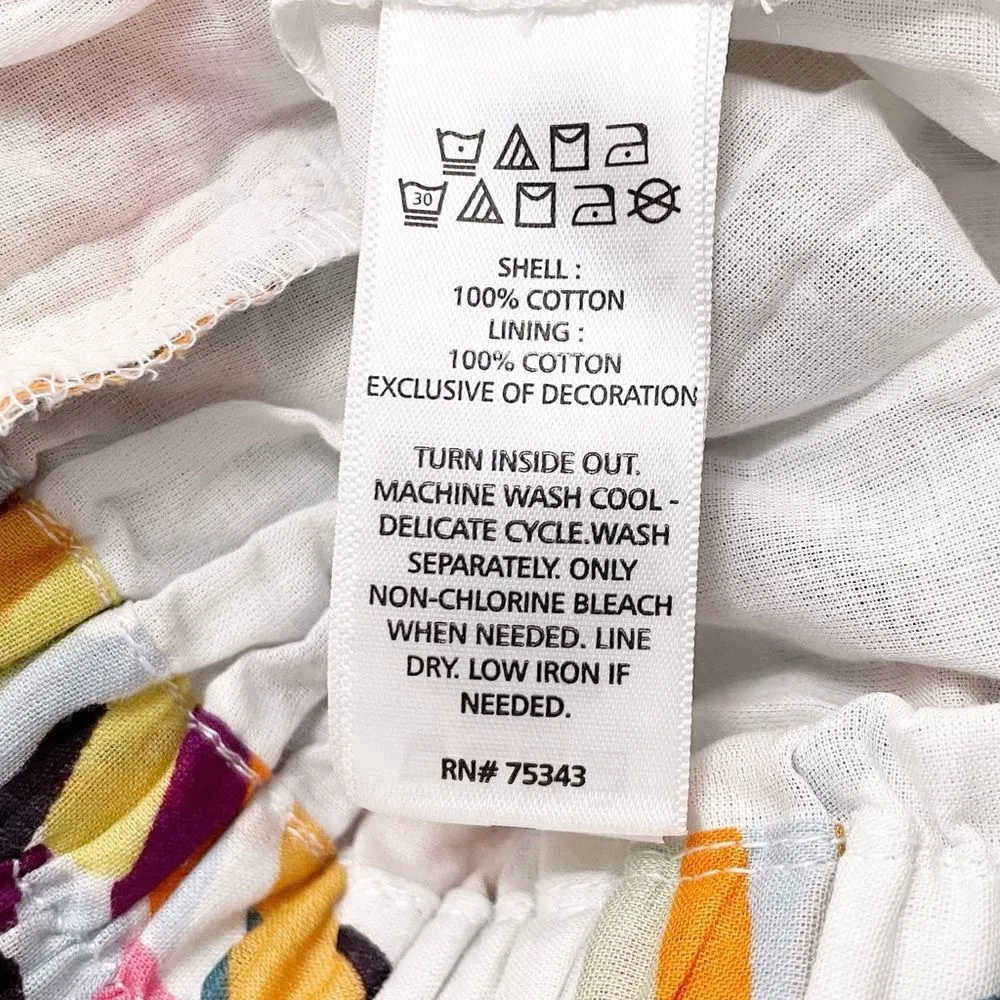 30
SHELL :
100% COTTON
LINING :
100% COTTON
EXCLUSIVE OF DECORATION
TURN INSIDE OUT.
MACHINE WASH COOL -
DELICATE CYCLE.WASH
SEPARATELY. ONLY
NON-CHLORINE BLEACH
WHEN NEEDED. LINE
DRY. LOW IRON IF
NEEDED.
RN# 75343